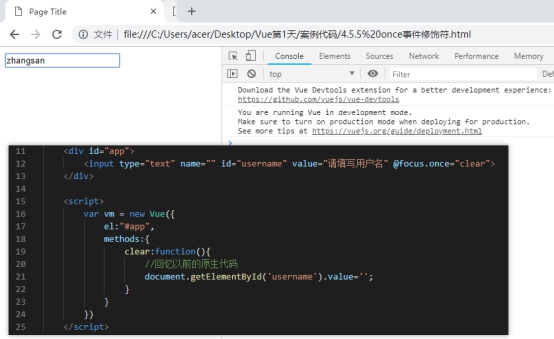 Page Title
文件 | file:///C:/Users/acer/Desktop/Vue第1天/案例代码/4.5.5%20once事件修饰符.html
zhangsan
Console Elements Sources Network Performance Memory
top Filter Def
Download the Vue Devtools extension for a better development experience:
https://github.com/vuejs/vue-devtools
You are running Vue in development mode.
Make sure to turn on production mode when deploying for production.
See more tips at https://vuejs.org/guide/deployment.html
11 <div id="app">
12 <input type="text" name="" id="username" value="请填写用户名" @focus.once="clear">
13 </div>
14
15 <script>
16 var vm = new Vue({
17 el:"#app",
18 methods:{
19 clear:function(){
20 //回忆以前的原生代码
21 document.getElementById('username').value='';
22 }
23 }
24 })
25 </script>